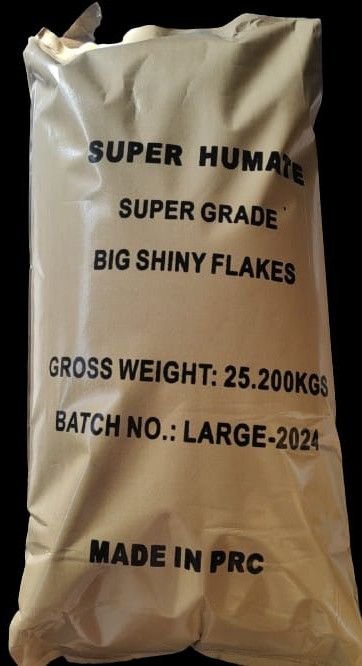 SUPER HUMATE
SUPER GRADE
BIG SHINY FLAKES
GROSS WEIGHT: 25.200KGS
BATCH NO.: LARGE-2024
MADE IN PRC